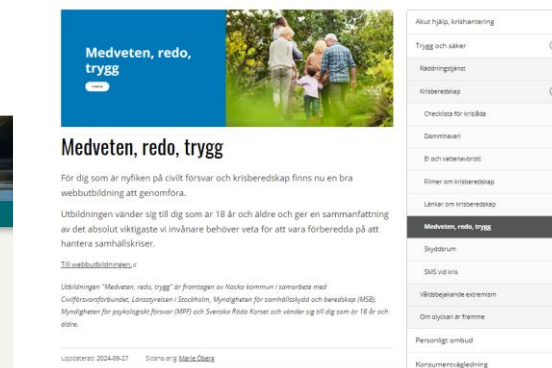 Medveten, redo,
trygg
Medveten, redo, trygg
För dig som är nyfiken på civilt försvar och krisberedskap finns nu en bra
webbutbildning att genomföra.
Utbildningen vänder sig till dig som är 18 år och äldre och ger en sammanfattning
av det absolut viktigaste vi invånare behöver veta för att vara förberedda på att
hantera samhällskriser.
Till webbutbildningen.
Utbildningen "Medveten, redo, trygg" är framtagen av Nacka kommun i samarbete med
Civilförsvarsförbundet, Länsstyrelsen i Stockholm, Myndigheten för samhällsskydd och beredskap (MSB),
Myndigheten för psykologiskt försvar (MPF) och Svenska Röda Korset och vänder sig till dig som är 18 år och
äldre.
Uppdaterad: 2024-09-27 Sidansvarig: Marie Öberg
Akut hjälp, krishantering
Trygg och säker
Räddningstjänst
Krisberedskap
Checklista för krislåda
Dammhaveri
El och vattenavbrott
Filmer om krisberedskap
Länkar om krisberedskap
Medveten, redo, trygg
Skyddsrum
SMS vid kris
Våldsbejakande extremism
Om olyckan är framme
Personligt ombud
Konsumentvägledning